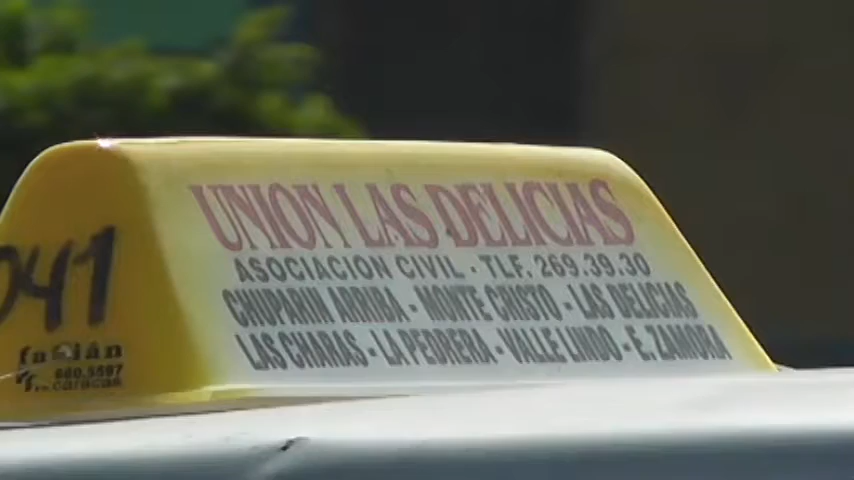 UNION LAS DELICIAS
ASOCIACION CIVIL - TLF. 269.39.30
CHUPARIN ARRIBA - MONTE CRISTO - LAS DELICIAS
LAS CHARAS - LA PEDRERA - VALLE LINDO - E. ZAMORA
041
caracas